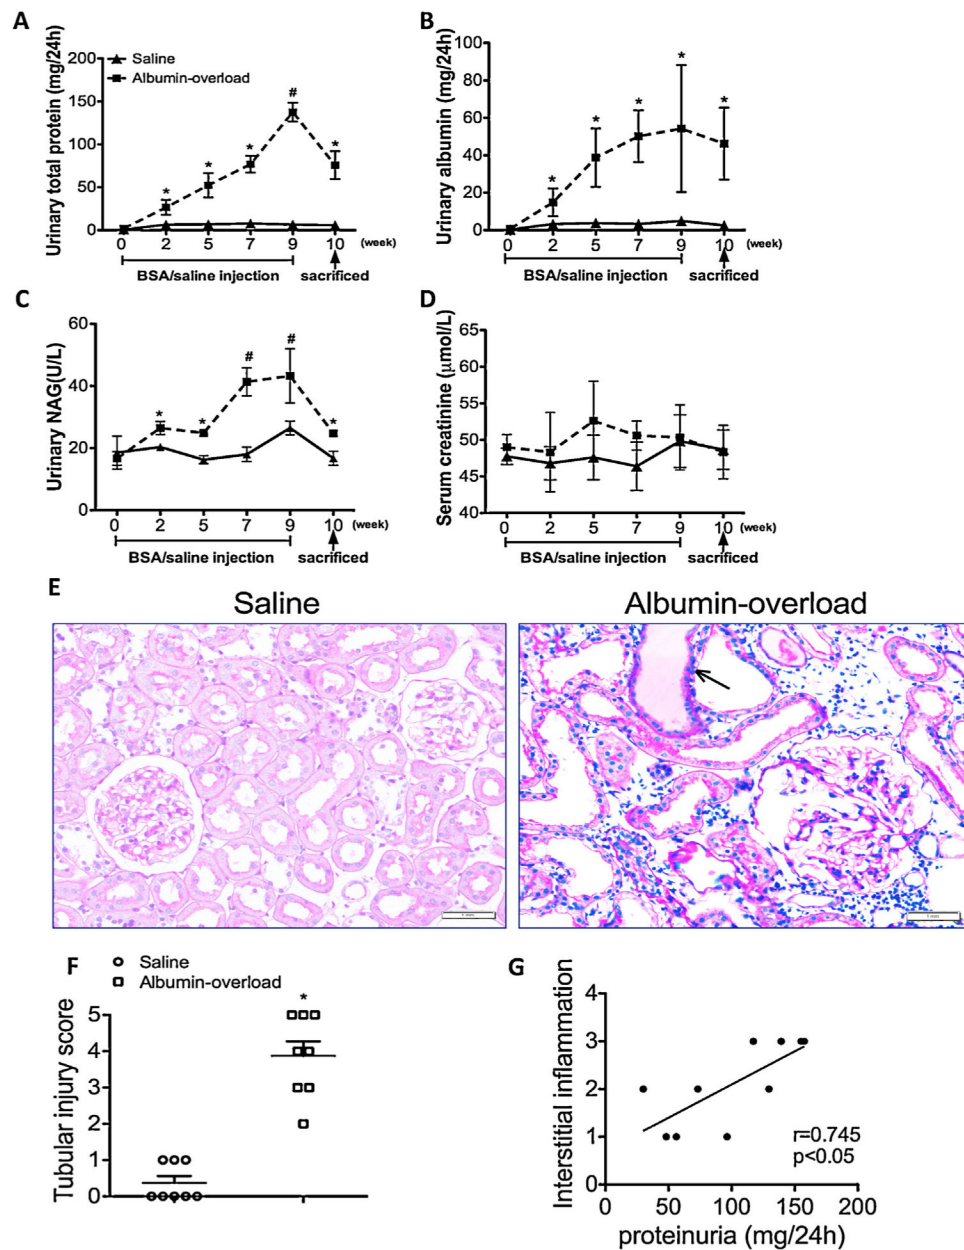 A
Urinary total protein (mg/24h)
200
150
100
50
0
Saline
Albumin-overload
*
*
*
#
*
0 2 5 7 9 10 (week)
BSA/saline injection
sacrificed
B
Urinary albumin (mg/24h)
100
80
60
40
20
0
*
*
*
*
*
0 2 5 7 9 10 (week)
BSA/saline injection
sacrificed
C
Urinary NAG(U/L)
60
40
20
0
*
*
#
#
*
0 2 5 7 9 10 (week)
BSA/saline injection
sacrificed
D
Serum creatinine (μmol/L)
65
60
55
50
45
40
0 2 5 7 9 10 (week)
BSA/saline injection
sacrificed
E
Saline
Albumin-overload
1 mm
1 mm
F
Saline
Albumin-overload
Tubular injury score
5
4
3
2
1
0
*
G
Interstitial inflammation
4
3
2
1
0
r=0.745
p<0.05
0 50 100 150 200
proteinuria (mg/24h)